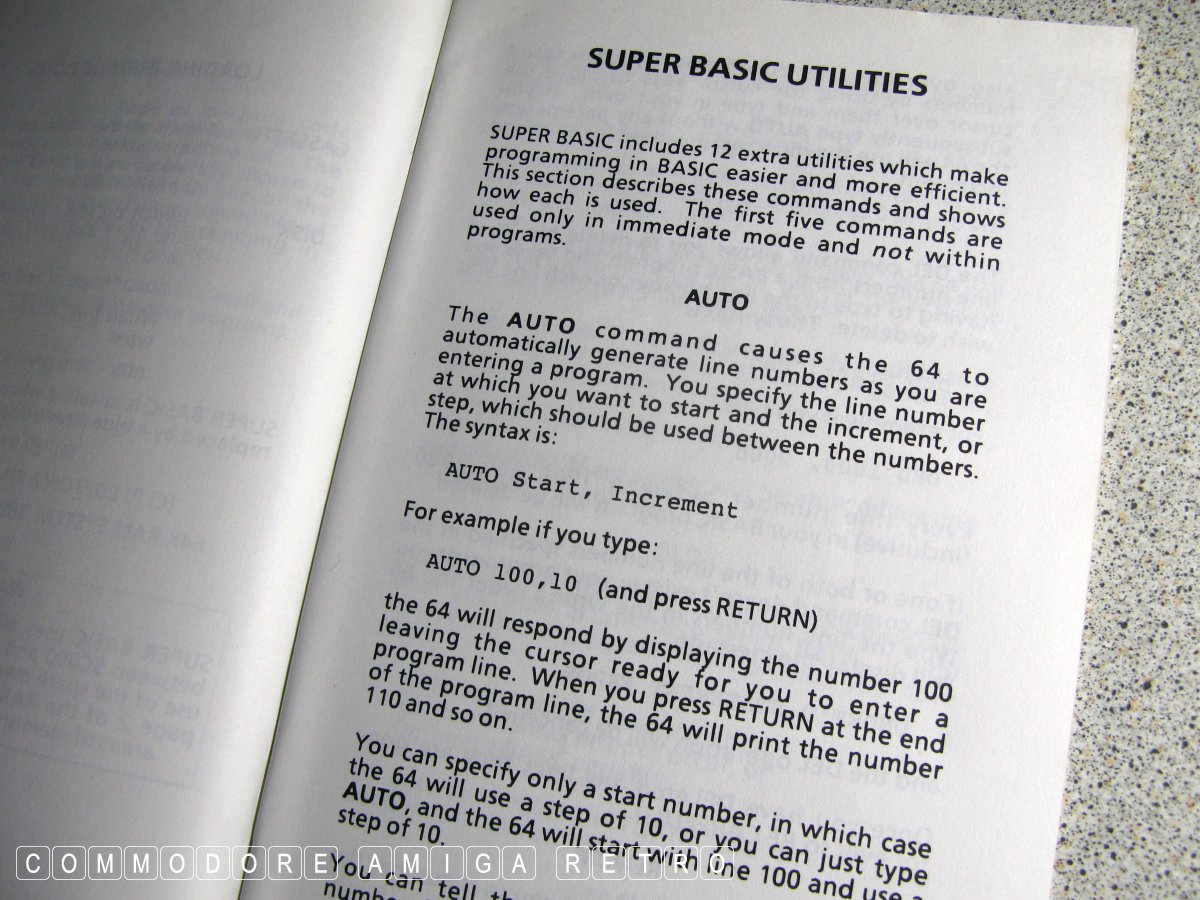 SUPER BASIC UTILITIES
SUPER BASIC includes 12 extra utilities which make
programming in BASIC easier and more efficient.
This section describes these commands and shows
how each is used. The first five commands are
used only in immediate mode and not within
programs.
AUTO
The AUTO command causes the 64 to
automatically generate line numbers as you are
entering a program. You specify the line number
at which you want to start and the increment, or
step, which should be used between the numbers.
The syntax is:
AUTO Start, Increment
For example if you type:
AUTO 100,10 (and press RETURN)
the 64 will respond by displaying the number 100
leaving the cursor ready for you to enter a
program line. When you press RETURN at the end
of the program line, the 64 will print the number
110 and so on.
You can specify only a start number, in which case
the 64 will use a step of 10, or you can just type
AUTO, and the 64 will start with line 100 and use a
step of 10.
You can tell
COMMODORE AMIGA RETRO